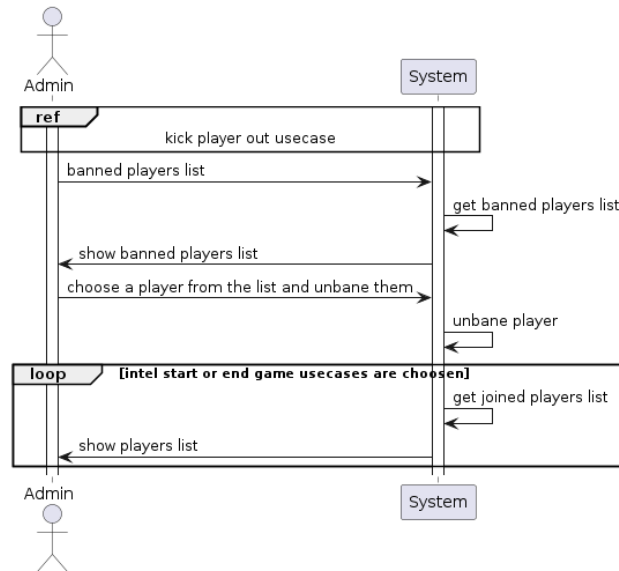 Admin
System
ref
kick player out usecase
banned players list
get banned players list
show banned players list
choose a player from the list and unbane them
unbane player
loop
[intel start or end game usecases are choosen]
get joined players list
show players list
Admin
System